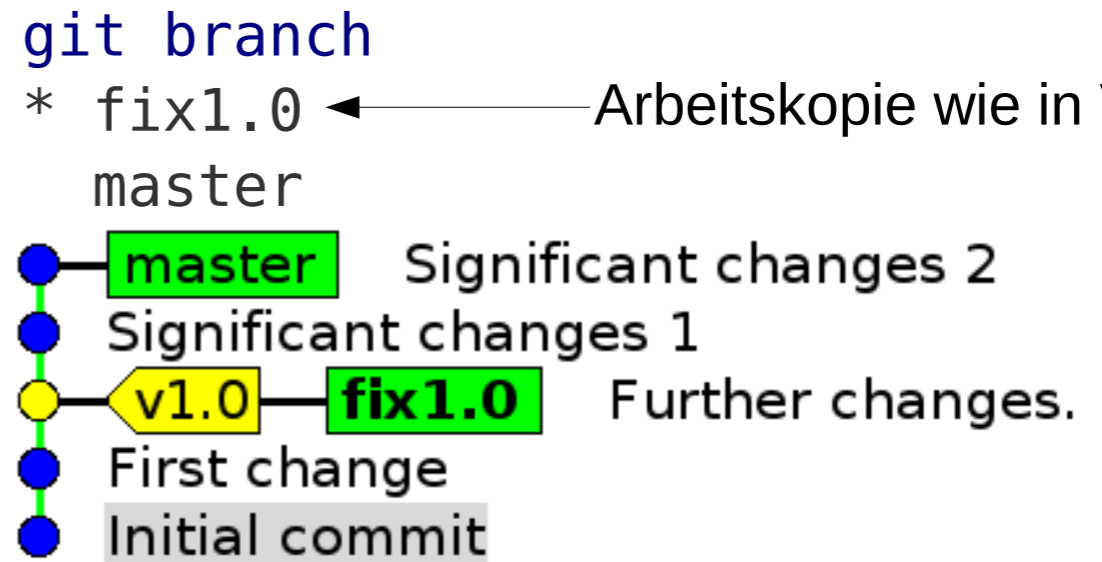 git branch
* fix1.0 Arbeitskopie wie in
master
master Significant changes 2
Significant changes 1
v1.0 fix1.0 Further changes.
First change
Initial commit